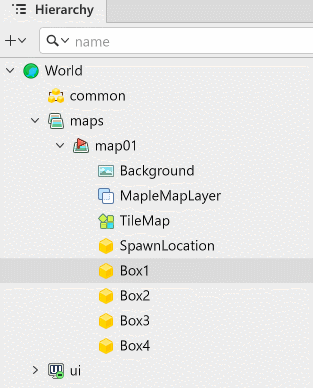 Hierarchy
name
World
common
maps
map01
Background
MapleMapLayer
TileMap
SpawnLocation
Box1
Box2
Box3
Box4
ui